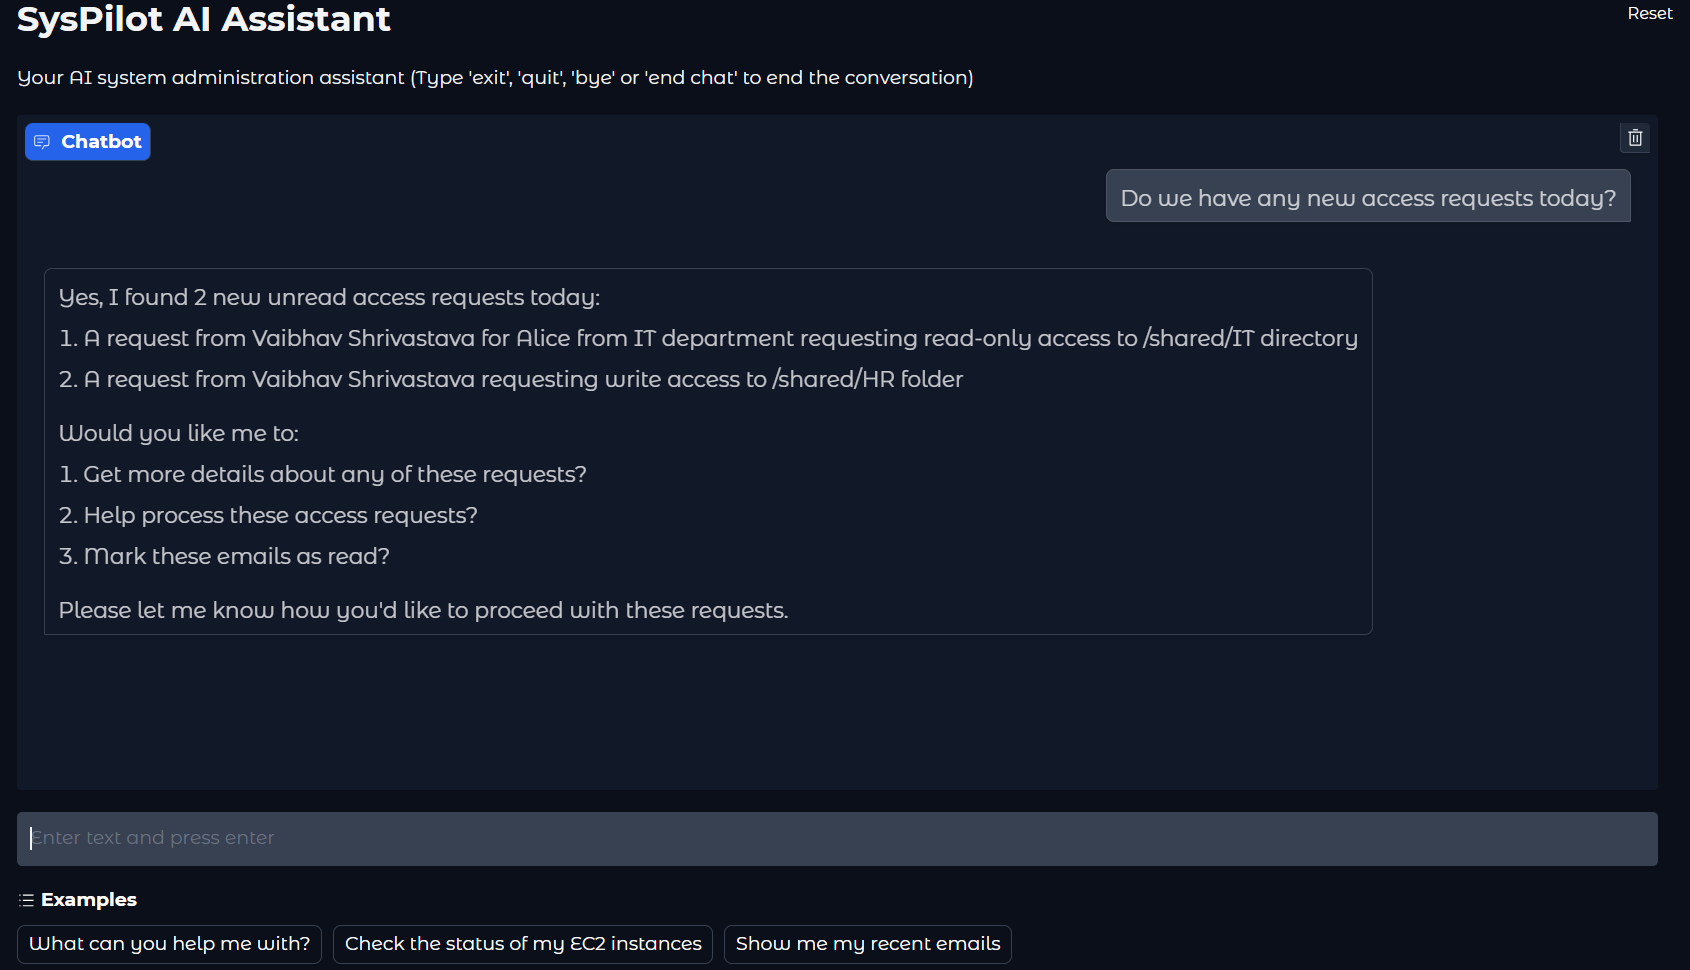 SysPilot AI Assistant
Reset
Your AI system administration assistant (Type 'exit', 'quit', 'bye' or 'end chat' to end the conversation)
Chatbot
Do we have any new access requests today?
Yes, I found 2 new unread access requests today:
1. A request from Vaibhav Shrivastava for Alice from IT department requesting read-only access to /shared/IT directory
2. A request from Vaibhav Shrivastava requesting write access to /shared/HR folder
Would you like me to:
1. Get more details about any of these requests?
2. Help process these access requests?
3. Mark these emails as read?
Please let me know how you'd like to proceed with these requests.
Enter text and press enter
Examples
What can you help me with?
Check the status of my EC2 instances
Show me my recent emails